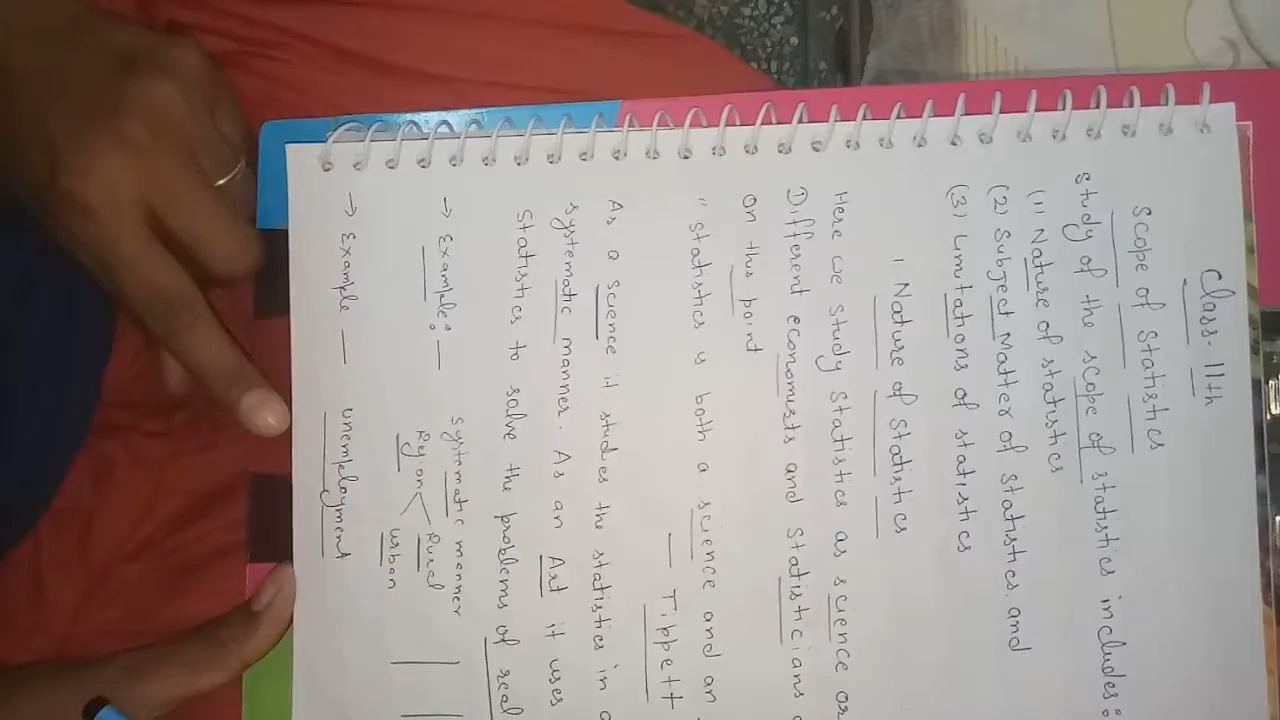 Class-11th
Scope of Statistics
Study of the scope of statistics includes:
(1) Nature of statistics
(2) Subject Matter of Statistics, and
(3) Limitations of statistics
1 Nature of Statistics
Here we study Statistics as science or
Different economists and Statisticians
on this point
"Statistics is both a science and an
— Tippett
As a Science it studies the statistics in a
systematic manner. As an Art it uses
Statistics to solve the problems of real
→ Example: — Systematic manner
Region < Rural
Urban
→ Example — Unemployment